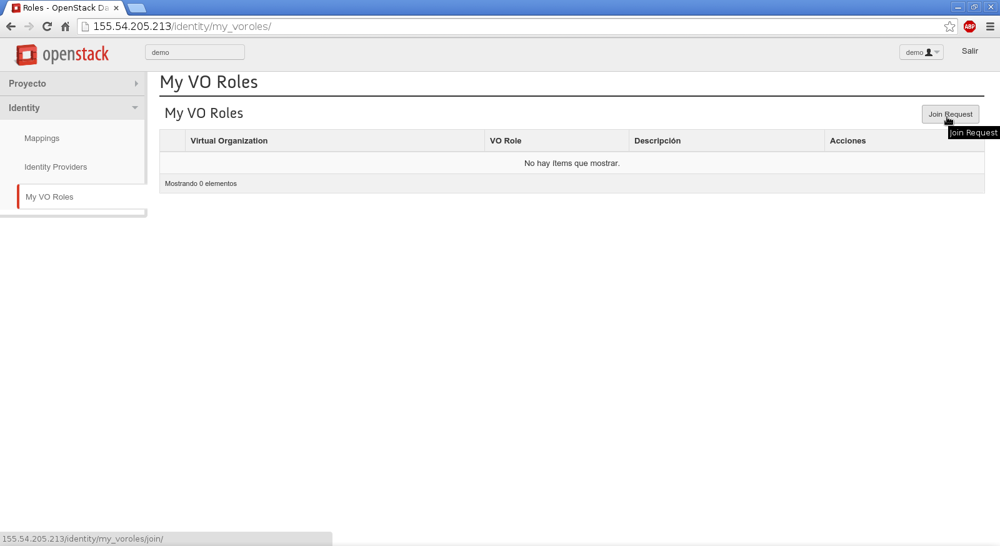 Roles - OpenStack Da
155.54.205.213/identity/my_voroles/
ABP
openstack
demo
demo
Salir
Proyecto
Identity
Mappings
Identity Providers
My VO Roles
My VO Roles
My VO Roles
Join Request
Join Request
Virtual Organization VO Role Descripción Acciones
No hay ítems que mostrar.
Mostrando 0 elementos
155.54.205.213/identity/my_voroles/join/